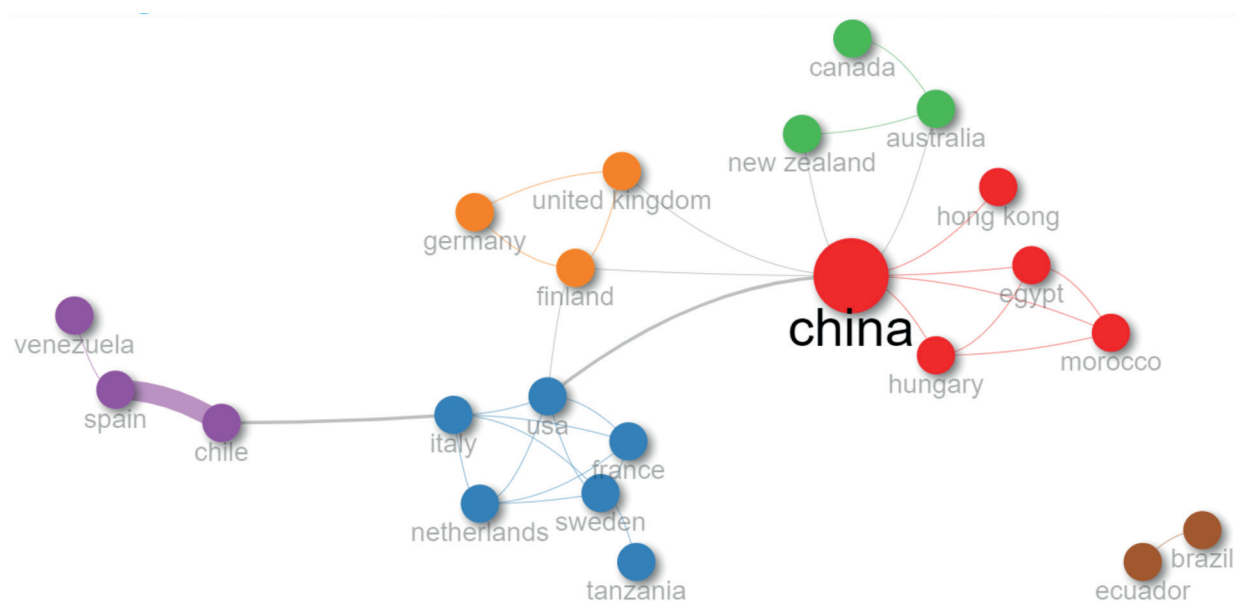 canada
australia
new zealand
united kingdom
hong kong
germany
finland
egypt
china
venezuela
morocco
hungary
spain
usa
italy
chile
france
sweden
netherlands
brazil
tanzania
ecuador